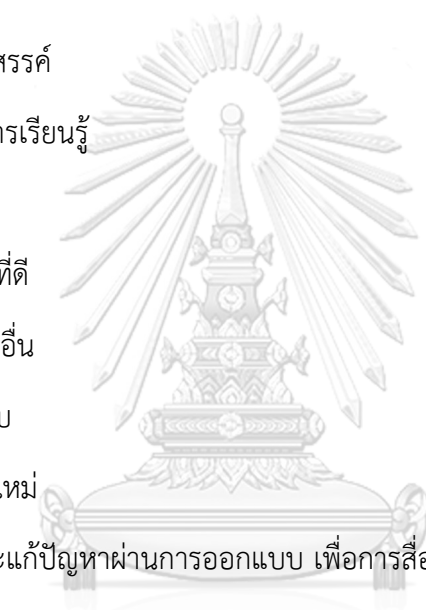 สรรค์
ารเรียนรู้
ที่ดี
อื่น
บ
ใหม่
ะแก้ปัญหาผ่านการออกแบบ เพื่อการสื่อ